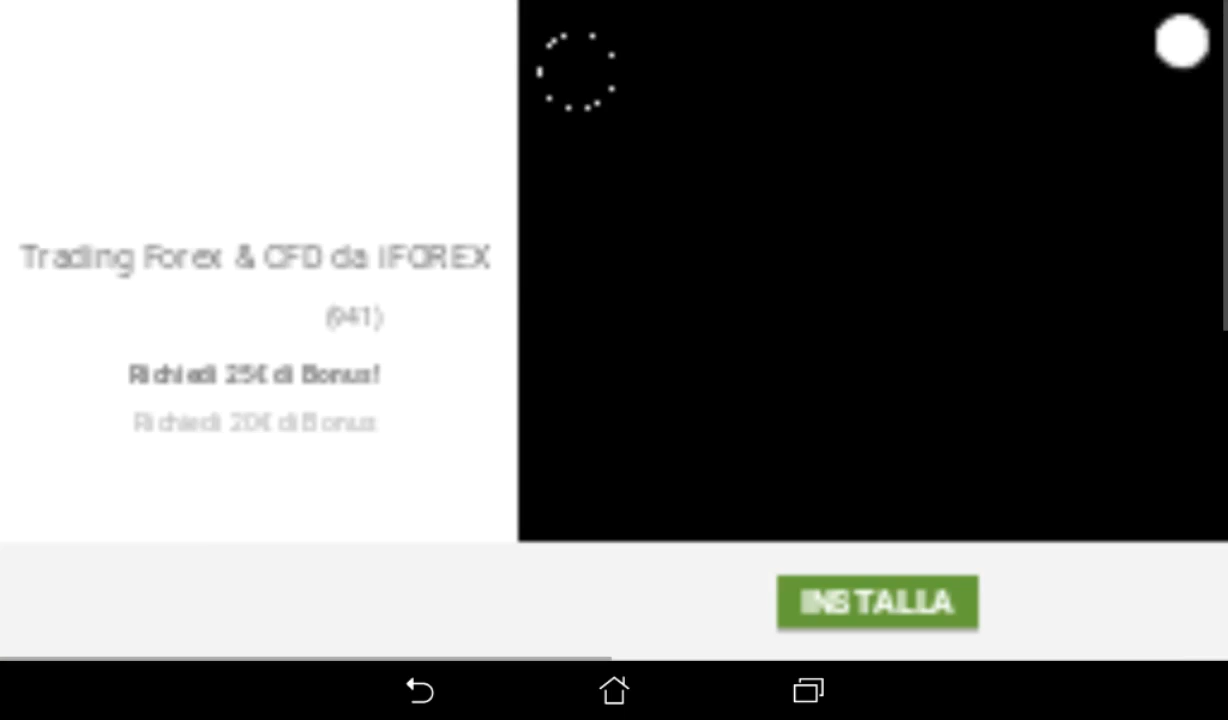 Trading Forex & CFD da iFOREX
(941)
Richiedi 25€ di Bonus!
Richiedi 20€ di Bonus
INSTALLA